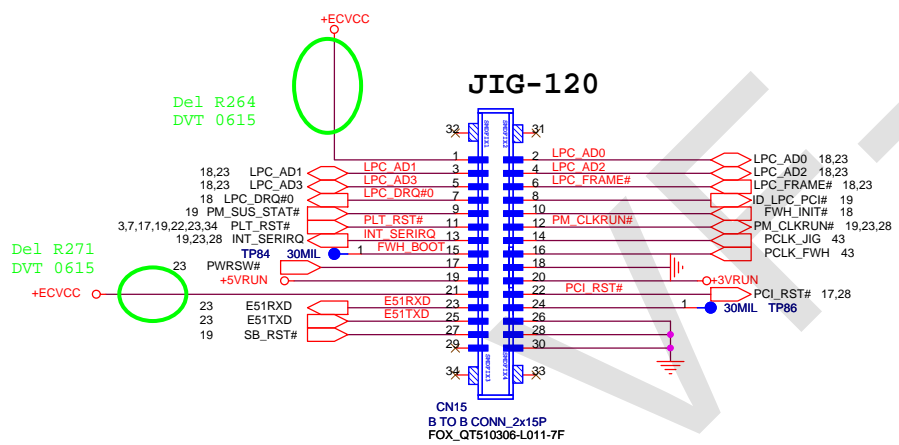 +ECVCC
JIG-120
Del R264
DVT 0615
32 SHDPIX1 SHDPIX2 31
1 2 LPC_AD0 LPC_AD0 18,23
18,23 LPC_AD1 LPC_AD1 3 4 LPC_AD2 LPC_AD2 18,23
18,23 LPC_AD3 LPC_AD3 5 6 LPC_FRAME# LPC_FRAME# 18,23
18 LPC_DRQ#0 LPC_DRQ#0 7 8 ID_LPC_PCI# 19
19 PM_SUS_STAT# 9 10 FWH_INIT# 18
3,7,17,19,22,23,34 PLT_RST# PLT_RST# 11 12 PM_CLKRUN# PM_CLKRUN# 19,23,28
19,23,28 INT_SERIRQ INT_SERIRQ 13 14 PCLK_JIG 43
TP84 30MIL 1 FWH_BOOT 15 16 PCLK_FWH 43
Del R271
DVT 0615
23 PWRSW# 17 18
+5VRUN 19 20 +3VRUN
+ECVCC 21 22 PCI_RST# PCI_RST# 17,28
23 E51RXD E51RXD 23 24 1 30MIL TP86
23 E51TXD E51TXD 25 26
19 SB_RST# 27 28
29 30
34 SHDPIX3 SHDPIX4 33
CN15
B TO B CONN_2x15P
FOX_QT510306-L011-7F